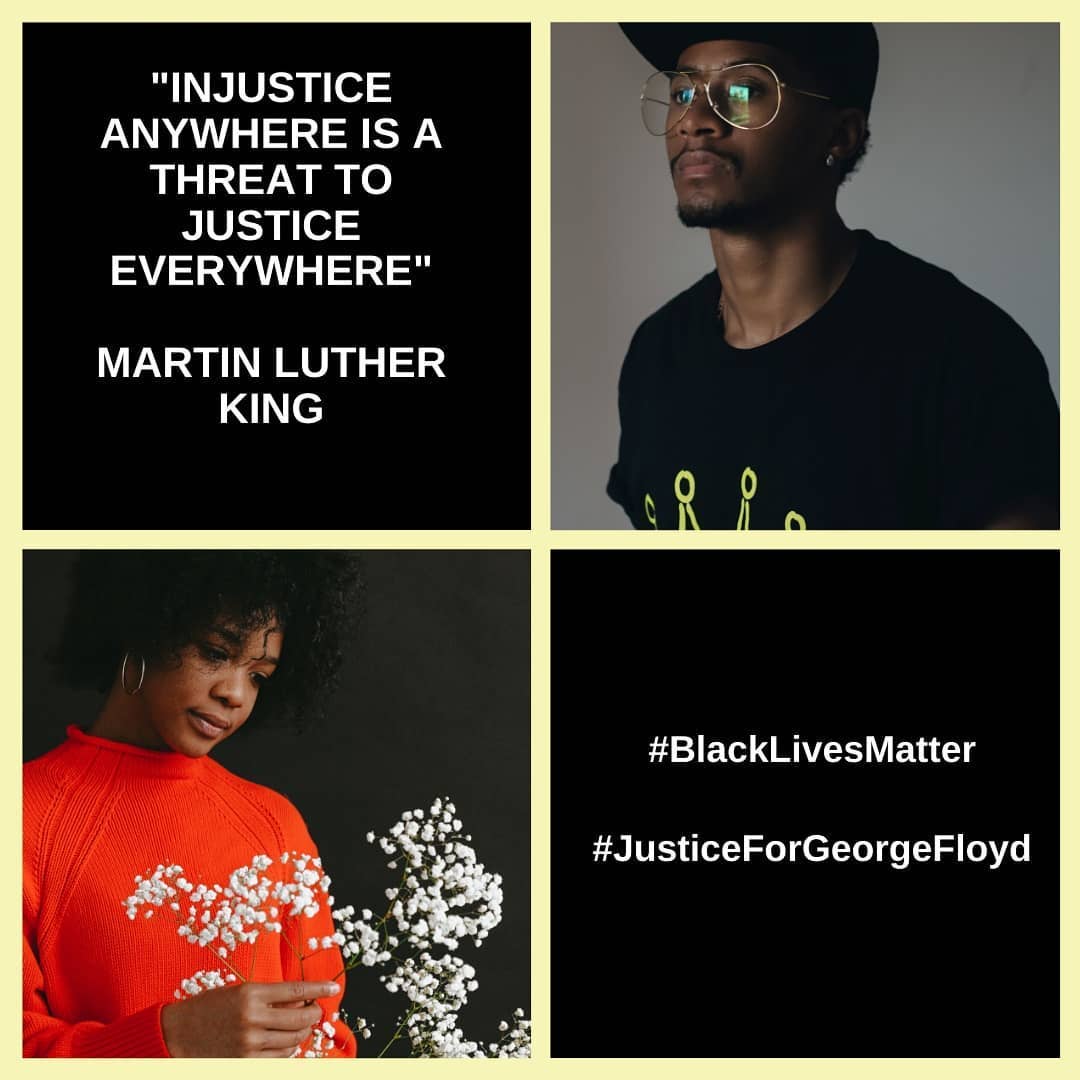 "INJUSTICE
ANYWHERE IS A
THREAT TO
JUSTICE
EVERYWHERE"
MARTIN LUTHER
KING
#BlackLivesMatter
#JusticeForGeorgeFloyd